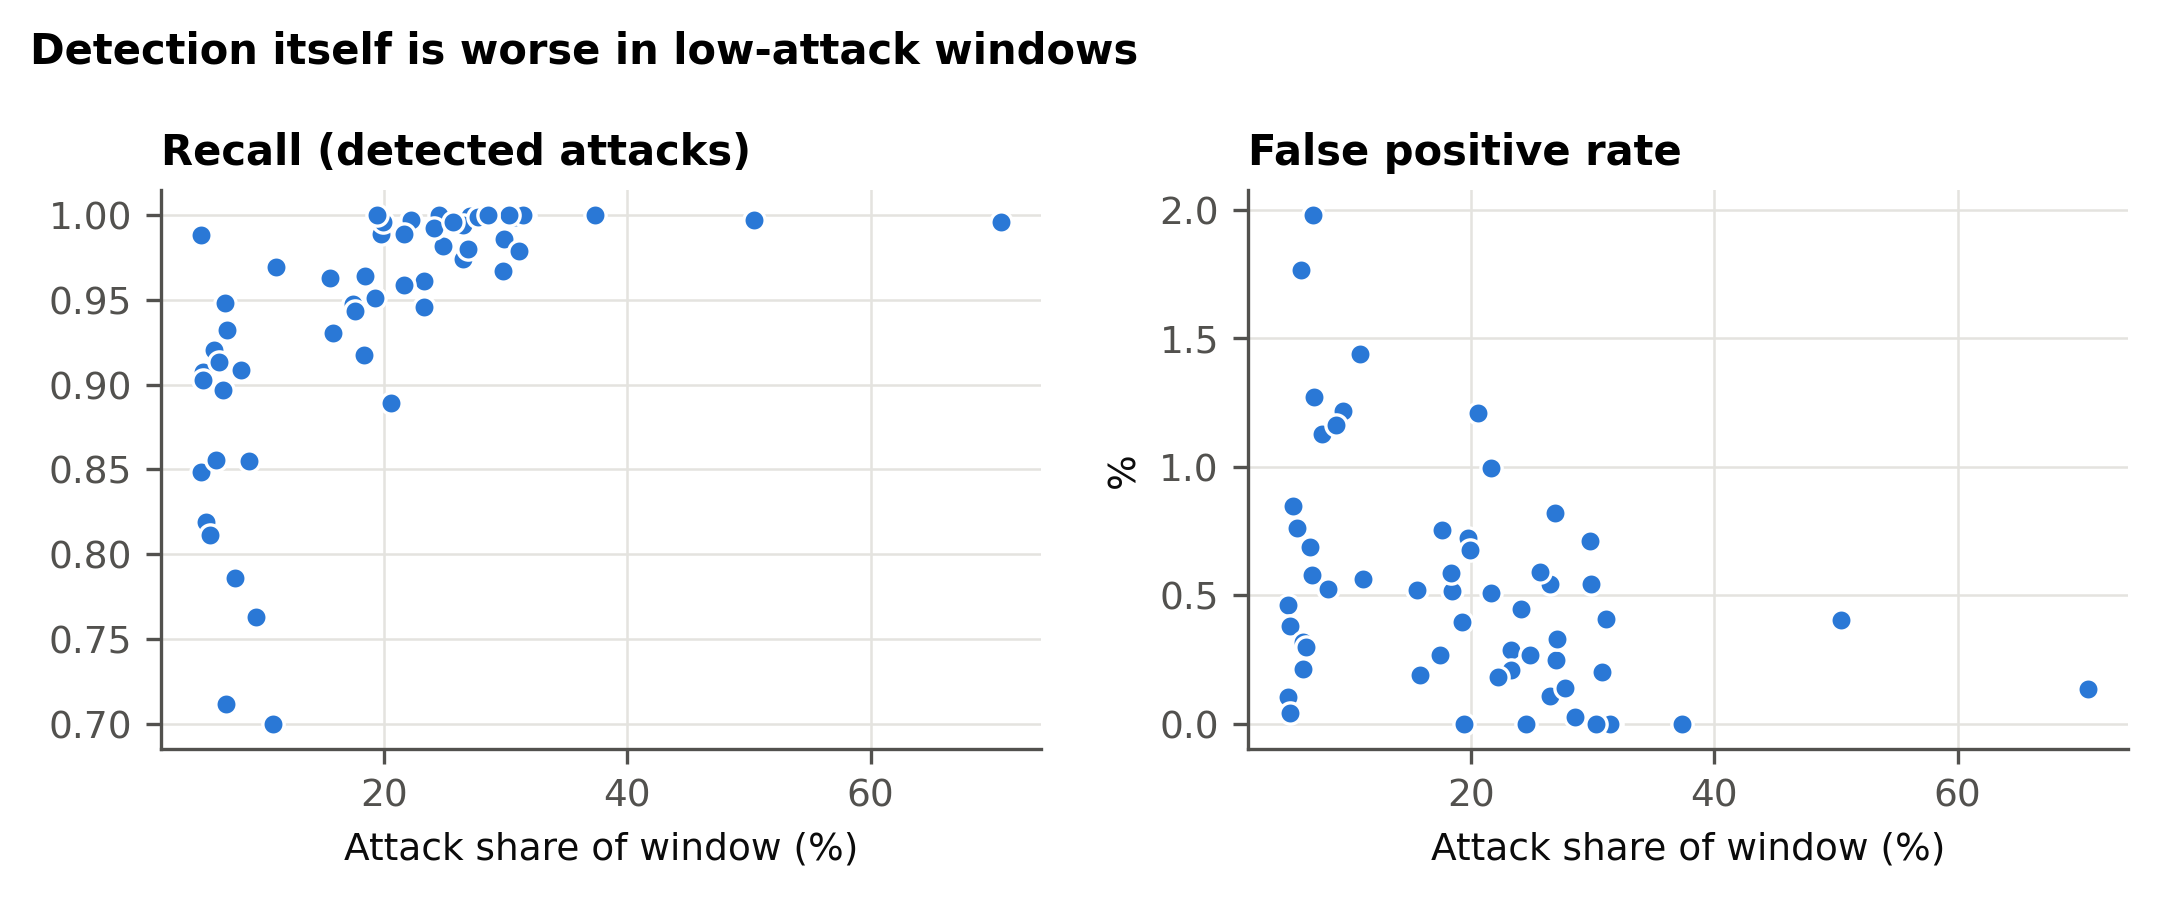 Detection itself is worse in low-attack windows
Recall (detected attacks)
1.00
0.95
0.90
0.85
0.80
0.75
0.70
20 40 60
Attack share of window (%)
False positive rate
%
2.0
1.5
1.0
0.5
0.0
20 40 60
Attack share of window (%)